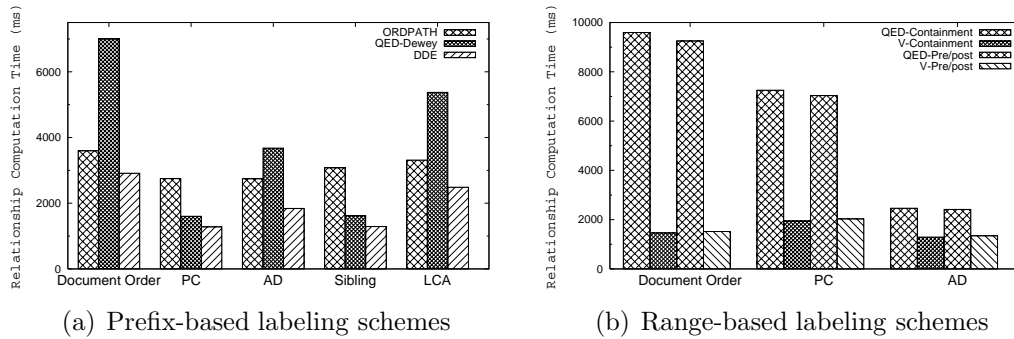 Relationship Computation Time (ms)
0
2000
4000
6000
Document Order
PC
AD
Sibling
LCA
ORDPATH
QED-Dewey
DDE
(a) Prefix-based labeling schemes
Relationship Computation Time (ms)
0
2000
4000
6000
8000
10000
Document Order
PC
AD
QED-Containment
V-Containment
QED-Pre/post
V-Pre/post
(b) Range-based labeling schemes